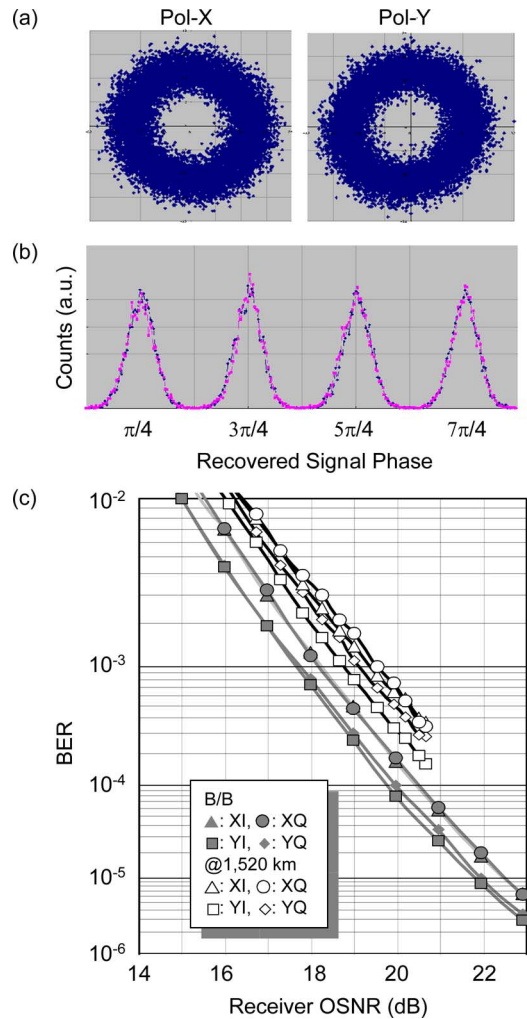 (a)
Pol-X Pol-Y
(b)
Counts (a.u.)
π/4 3π/4 5π/4 7π/4
Recovered Signal Phase
(c)
10-2
10-3
BER
10-4
10-5
10-6
B/B
▲: XI, ●: XQ
■: YI, ◆: YQ
@1,520 km
△: XI, ○: XQ
□: YI, ◇: YQ
14 16 18 20 22
Receiver OSNR (dB)